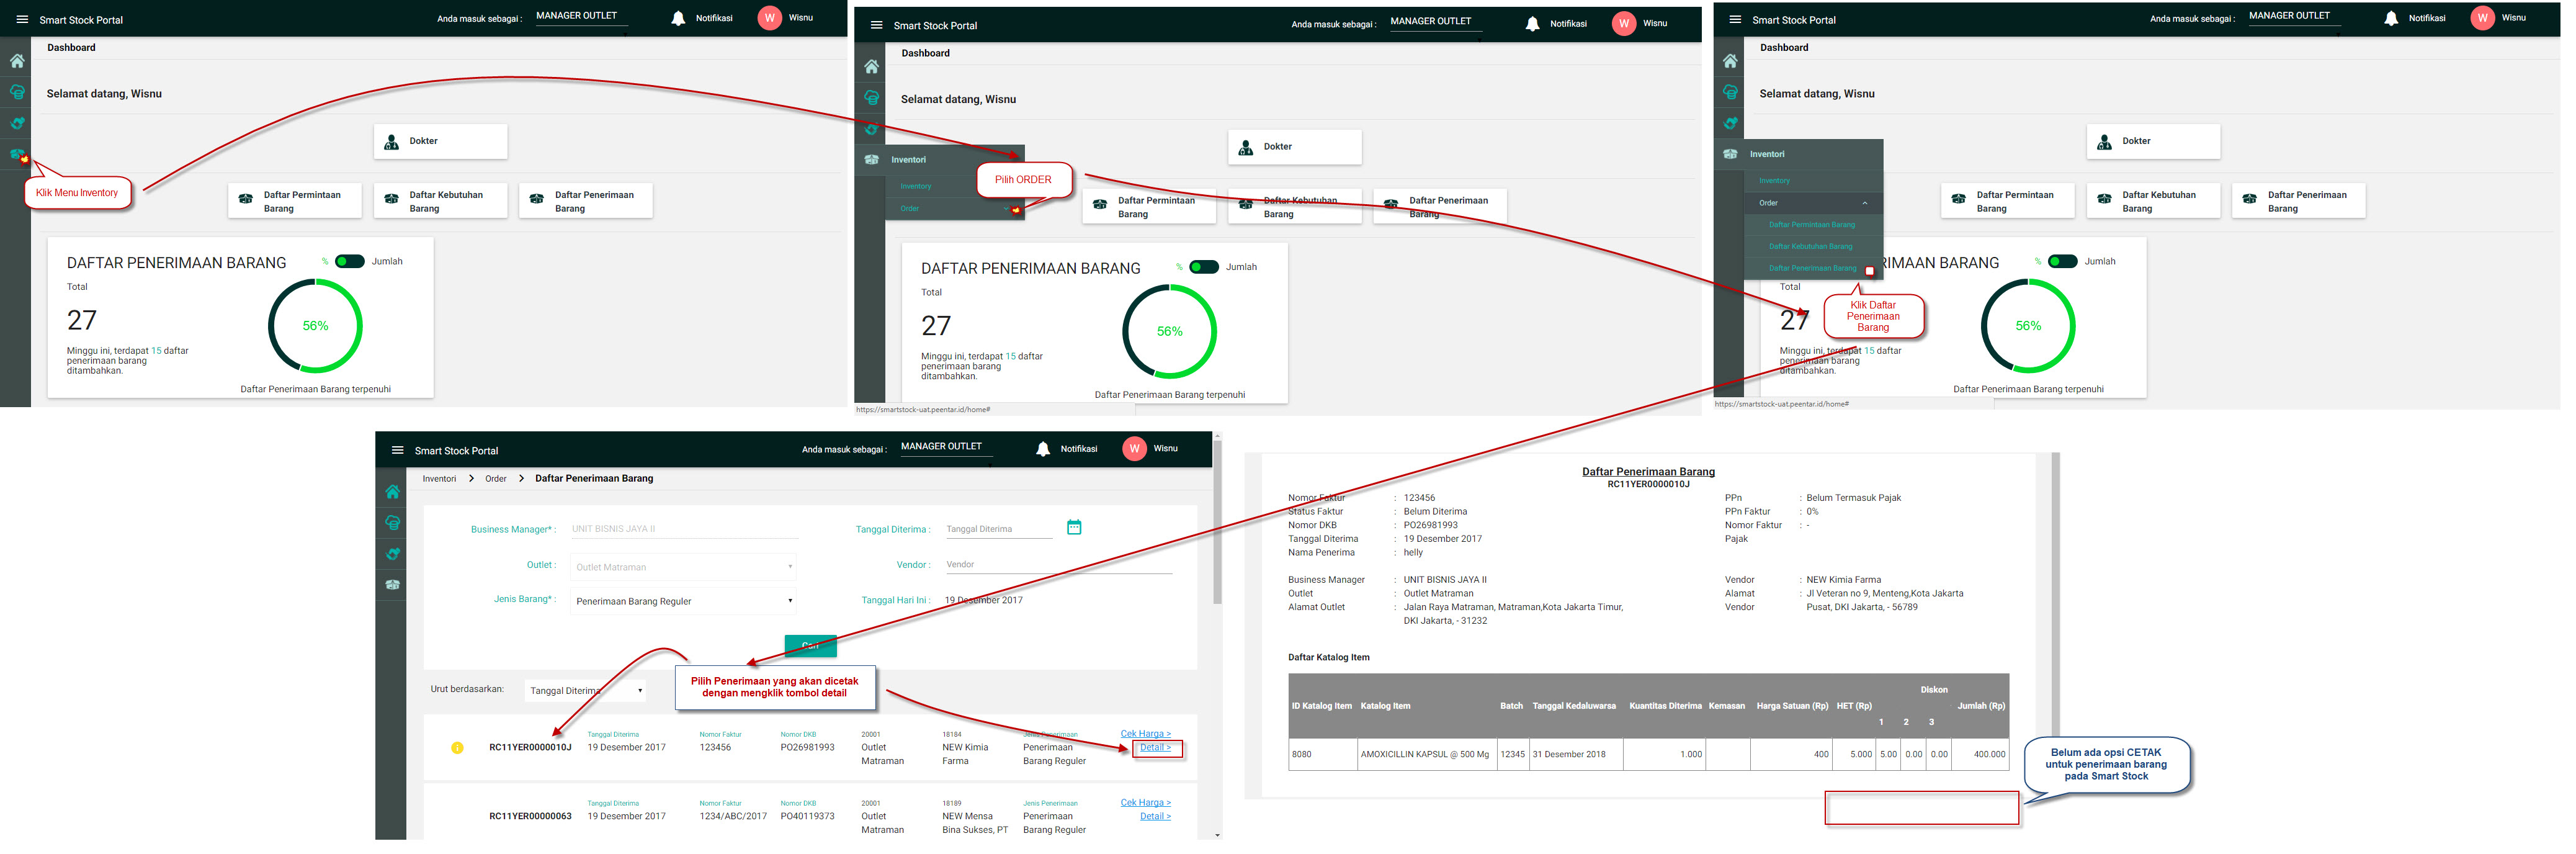 Smart Stock Portal
Anda masuk sebagai :
MANAGER OUTLET
Notifikasi
W
Wisnu
Dashboard
Selamat datang, Wisnu
Dokter
Klik Menu Inventory
Daftar Permintaan
Barang
Daftar Kebutuhan
Barang
Daftar Penerimaan
Barang
DAFTAR PENERIMAAN BARANG
%
Jumlah
Total
27
56%
Minggu ini, terdapat 15 daftar
penerimaan barang
ditambahkan.
Daftar Penerimaan Barang terpenuhi
Smart Stock Portal
Anda masuk sebagai :
MANAGER OUTLET
Notifikasi
W
Wisnu
Dashboard
Selamat datang, Wisnu
Dokter
Inventori
Inventory
Order
Pilih ORDER
Daftar Permintaan
Barang
Daftar Kebutuhan
Barang
Daftar Penerimaan
Barang
DAFTAR PENERIMAAN BARANG
%
Jumlah
Total
27
56%
Minggu ini, terdapat 15 daftar
penerimaan barang
ditambahkan.
Daftar Penerimaan Barang terpenuhi
https://smartstock-uat.peentar.id/home#
Smart Stock Portal
Anda masuk sebagai :
MANAGER OUTLET
Notifikasi
W
Wisnu
Dashboard
Selamat datang, Wisnu
Dokter
Inventori
Inventory
Order
Daftar Permintaan Barang
Daftar Kebutuhan Barang
Daftar Penerimaan Barang
Daftar Permintaan
Barang
Daftar Kebutuhan
Barang
Daftar Penerimaan
Barang
RIMAAN BARANG
%
Jumlah
Total
27
Klik Daftar
Penerimaan
Barang
56%
Minggu ini, terdapat 15 daftar
penerimaan barang
ditambahkan.
Daftar Penerimaan Barang terpenuhi
https://smartstock-uat.peentar.id/home#
Smart Stock Portal
Anda masuk sebagai :
MANAGER OUTLET
Notifikasi
W
Wisnu
Inventori > Order > Daftar Penerimaan Barang
Business Manager* : UNIT BISNIS JAYA II
Tanggal Diterima : Tanggal Diterima
Outlet : Outlet Matraman
Vendor : Vendor
Jenis Barang* : Penerimaan Barang Reguler
Tanggal Hari Ini : 19 Desember 2017
Cari
Pilih Penerimaan yang akan dicetak
dengan mengklik tombol detail
Urut berdasarkan: Tanggal Diterima
Tanggal Diterima Nomor Faktur Nomor DKB 20001 18184 Jenis Penerimaan Cek Harga >
RC11YER0000010J 19 Desember 2017 123456 PO26981993 Outlet NEW Kimia Penerimaan Detail >
Matraman Farma Barang Reguler
Tanggal Diterima Nomor Faktur Nomor DKB 20001 18189 Jenis Penerimaan Cek Harga >
RC11YER00000063 19 Desember 2017 1234/ABC/2017 PO40119373 Outlet NEW Mensa Penerimaan Detail >
Matraman Bina Sukses, PT Barang Reguler
Daftar Penerimaan Barang
RC11YER0000010J
Nomor Faktur : 123456
Status Faktur : Belum Diterima
Nomor DKB : PO26981993
Tanggal Diterima : 19 Desember 2017
Nama Penerima : helly
PPn : Belum Termasuk Pajak
PPn Faktur : 0%
Nomor Faktur : -
Pajak
Business Manager : UNIT BISNIS JAYA II
Outlet : Outlet Matraman
Alamat Outlet : Jalan Raya Matraman, Matraman,Kota Jakarta Timur,
DKI Jakarta, - 31232
Vendor : NEW Kimia Farma
Alamat : Jl Veteran no 9, Menteng,Kota Jakarta
Vendor Pusat, DKI Jakarta, - 56789
Daftar Katalog Item
Diskon
ID Katalog Item Katalog Item Batch Tanggal Kedaluwarsa Kuantitas Diterima Kemasan Harga Satuan (Rp) HET (Rp) Jumlah (Rp)
1 2 3
8080 AMOXICILLIN KAPSUL @ 500 Mg 12345 31 Desember 2018 1.000 400 5.000 5.00 0.00 0.00 400.000
Belum ada opsi CETAK
untuk penerimaan barang
pada Smart Stock